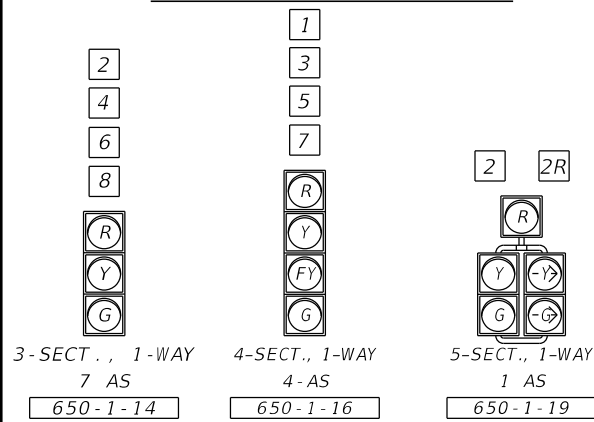 2
4
6
8
R
Y
G
3-SECT., 1-WAY
7 AS
650-1-14
1
3
5
7
R
Y
FY
G
4-SECT., 1-WAY
4-AS
650-1-16
2 2R
R
Y -Y>
G -G>
5-SECT., 1-WAY
1 AS
650-1-19